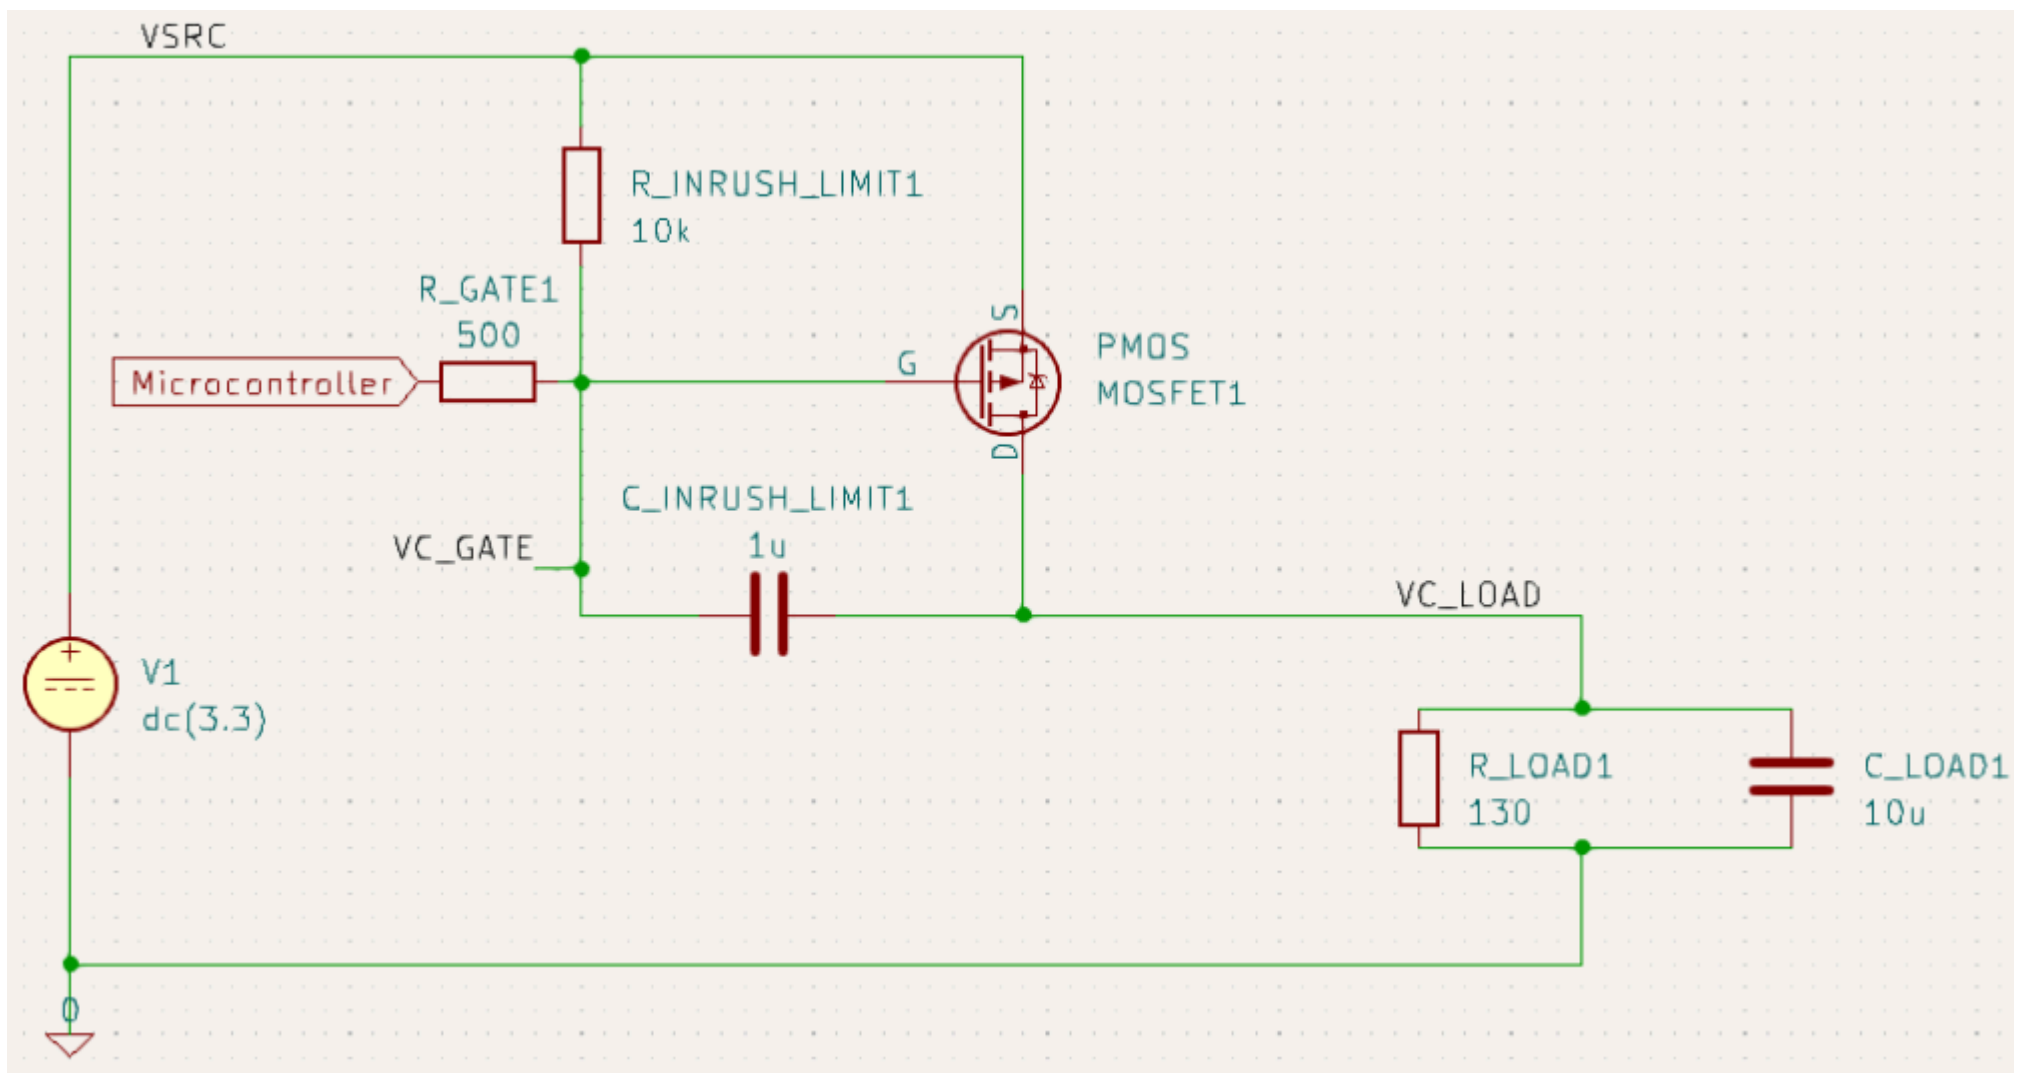 VSRC
R_INRUSH_LIMIT1
10k
R_GATE1
500
Microcontroller
G
S
D
PMOS
MOSFET1
C_INRUSH_LIMIT1
1u
VC_GATE
VC_LOAD
+
V1
dc(3.3)
R_LOAD1
130
C_LOAD1
10u
0